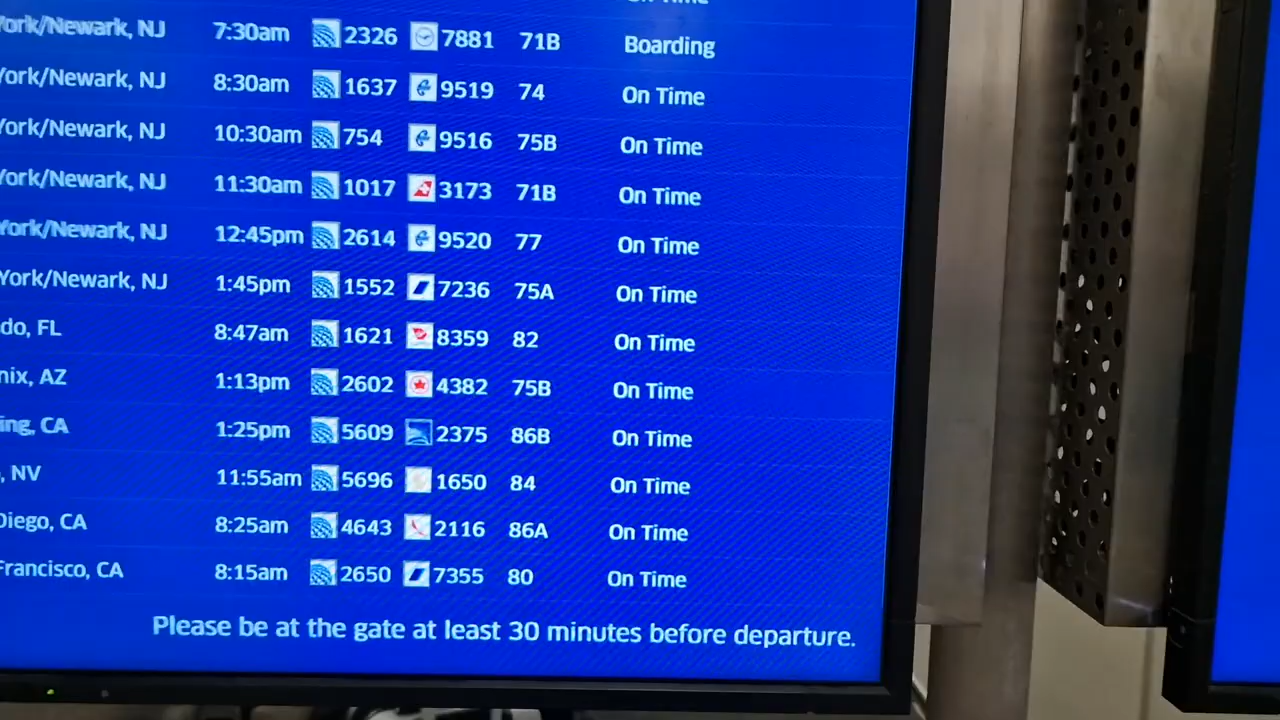 On Time
York/Newark, NJ 7:30am 2326 7881 71B Boarding
York/Newark, NJ 8:30am 1637 9519 74 On Time
York/Newark, NJ 10:30am 754 9516 75B On Time
York/Newark, NJ 11:30am 1017 3173 71B On Time
York/Newark, NJ 12:45pm 2614 9520 77 On Time
York/Newark, NJ 1:45pm 1552 7236 75A On Time
do, FL 8:47am 1621 8359 82 On Time
nix, AZ 1:13pm 2602 4382 75B On Time
ing, CA 1:25pm 5609 2375 86B On Time
, NV 11:55am 5696 1650 84 On Time
Diego, CA 8:25am 4643 2116 86A On Time
Francisco, CA 8:15am 2650 7355 80 On Time
Please be at the gate at least 30 minutes before departure.